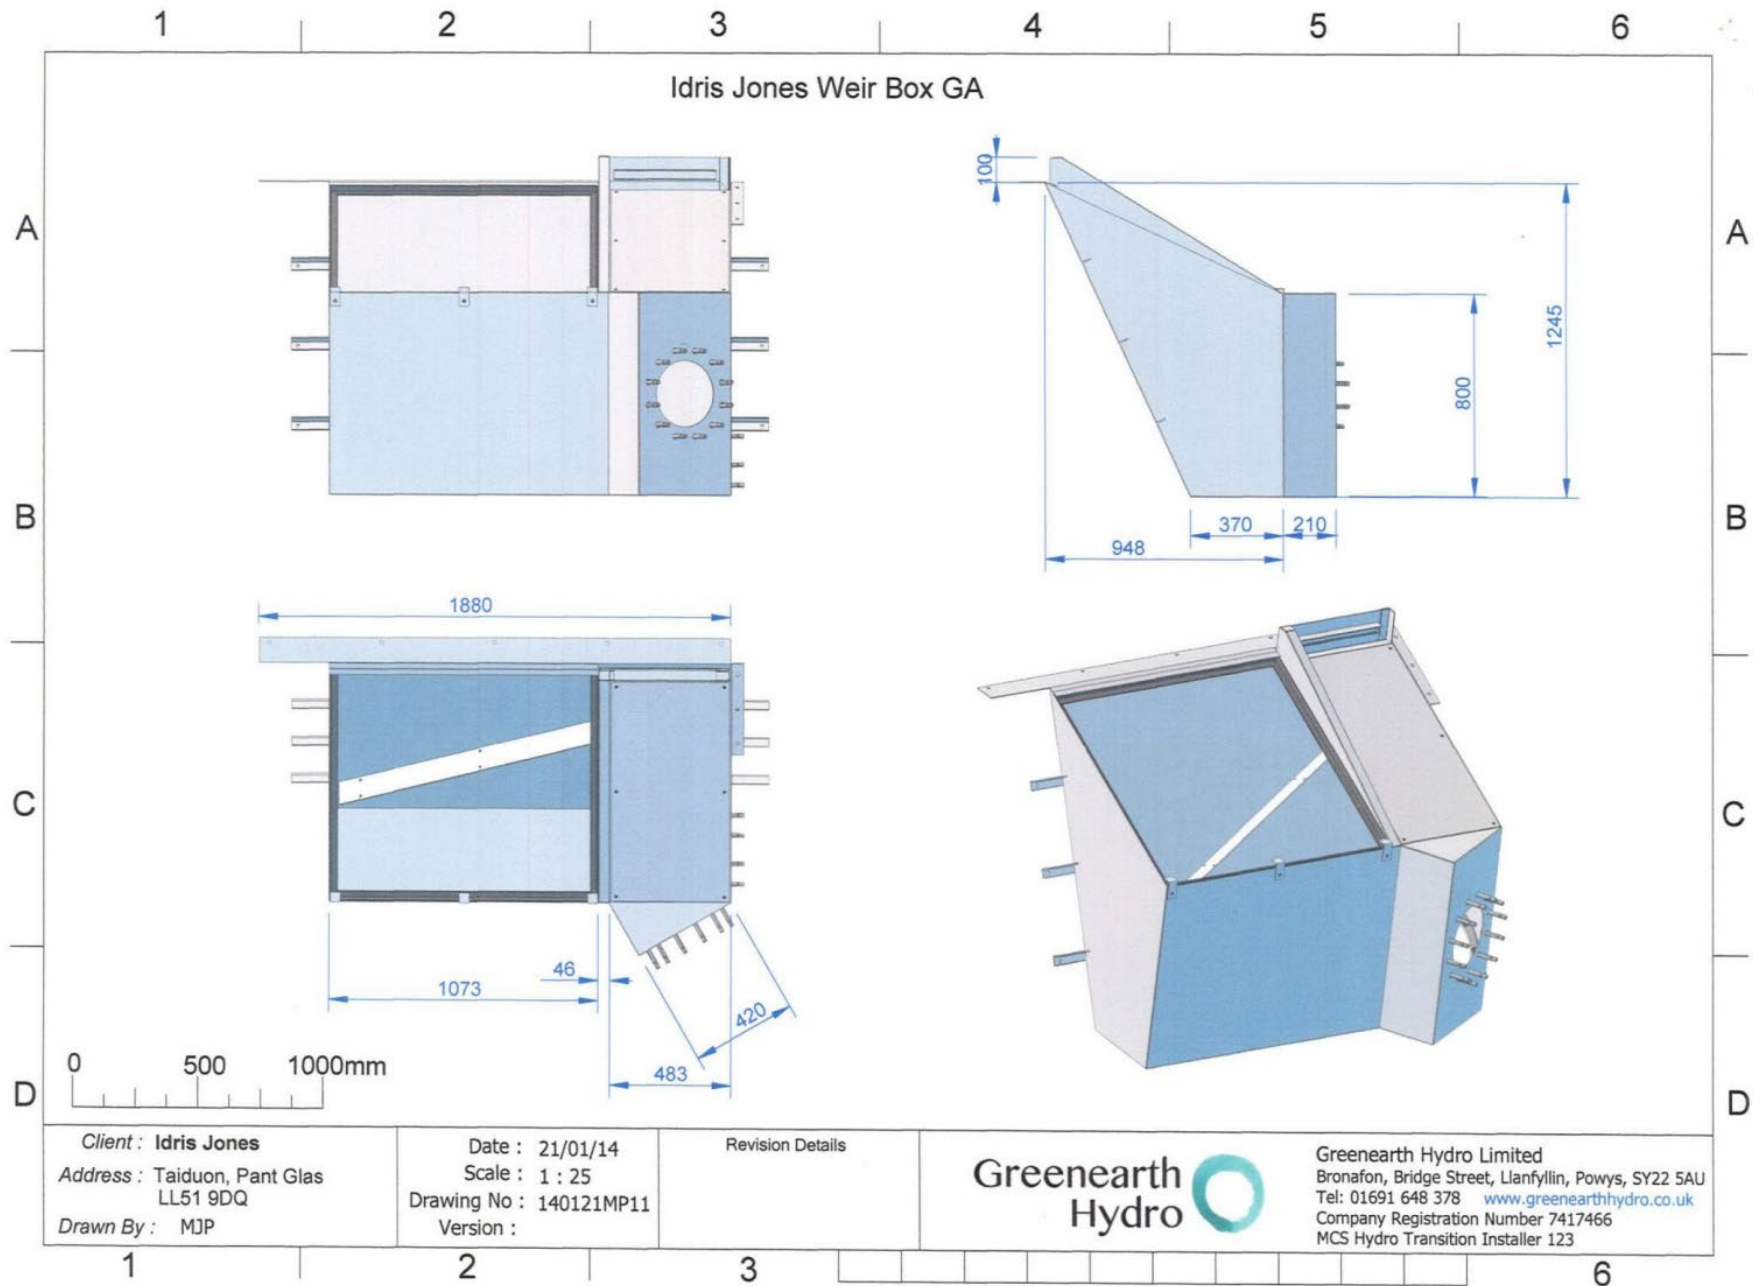 1 2 3 4 5 6
Idris Jones Weir Box GA
A A
B B
C C
D D
100
1245
800
370 210
948
1880
46
1073
420
483
0 500 1000mm
Client : Idris Jones
Address : Taiduon, Pant Glas
LL51 9DQ
Drawn By : MJP
Date : 21/01/14
Scale : 1 : 25
Drawing No : 140121MP11
Version :
Revision Details
Greenearth
Hydro
Greenearth Hydro Limited
Bronafon, Bridge Street, Llanfyllin, Powys, SY22 5AU
Tel: 01691 648 378 www.greenearthhydro.co.uk
Company Registration Number 7417466
MCS Hydro Transition Installer 123
1 2 3 6